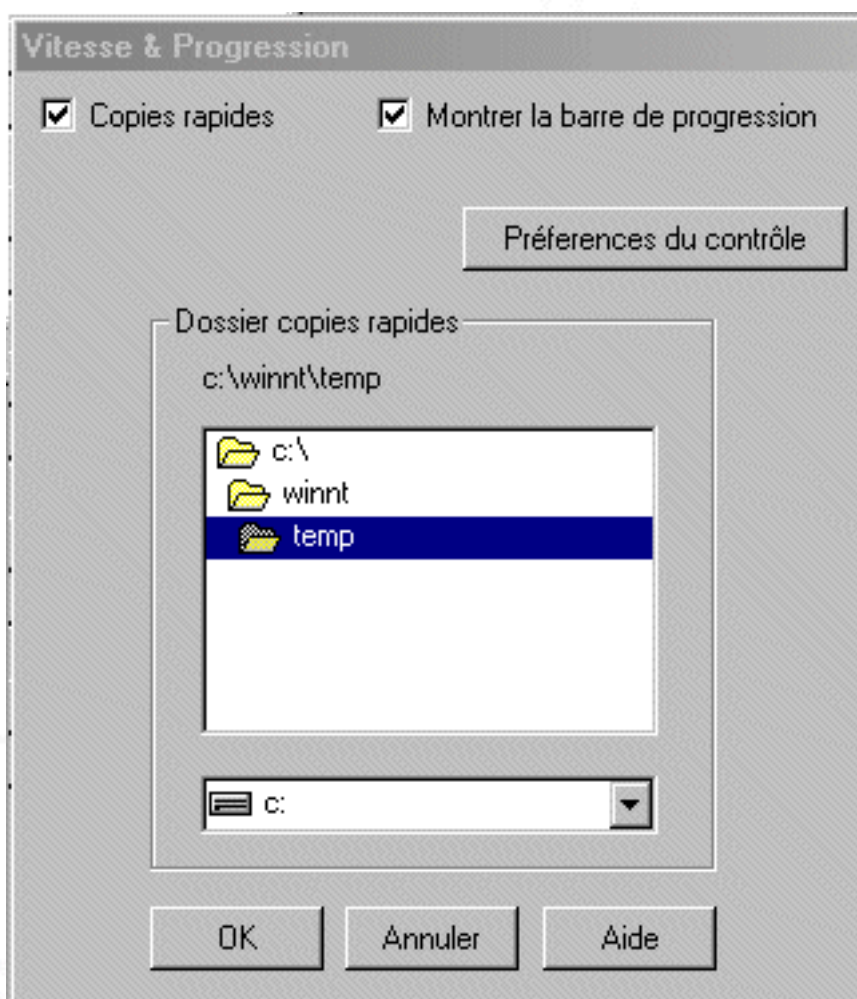 Vitesse & Progression
Copies rapides Montrer la barre de progression
Préferences du contrôle
Dossier copies rapides
c:\winnt\temp
c:\
winnt
temp
c:
OK Annuler Aide